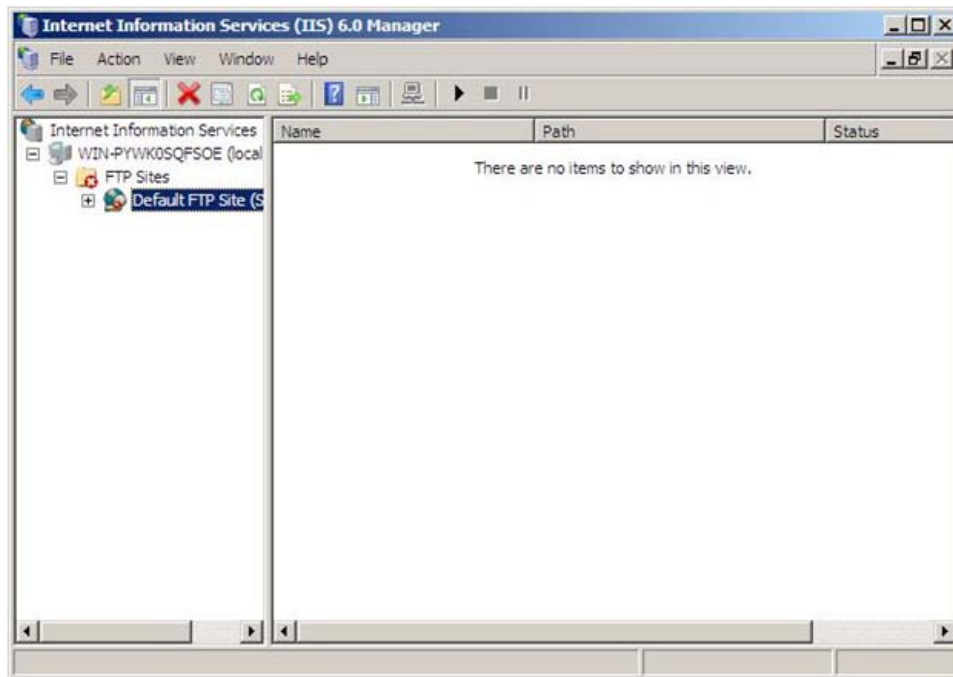 Internet Information Services (IIS) 6.0 Manager
File Action View Window Help
Internet Information Services
WIN-PYWK0SQFSOE (local
FTP Sites
Default FTP Site (S
Name Path Status
There are no items to show in this view.